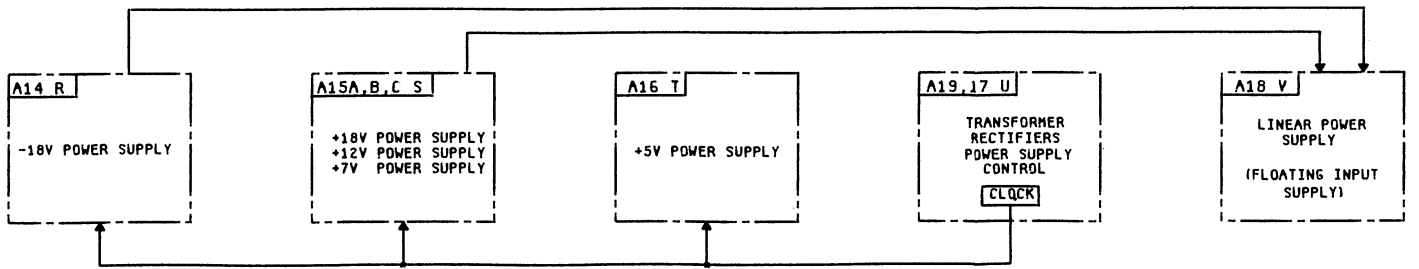 A14 R
-18V POWER SUPPLY
A15A,B,C S
+18V POWER SUPPLY
+12V POWER SUPPLY
+7V POWER SUPPLY
A16 T
+5V POWER SUPPLY
A19,17 U
TRANSFORMER
RECTIFIERS
POWER SUPPLY
CONTROL
CLOCK
A18 V
LINEAR POWER
SUPPLY
(FLOATING INPUT
SUPPLY)